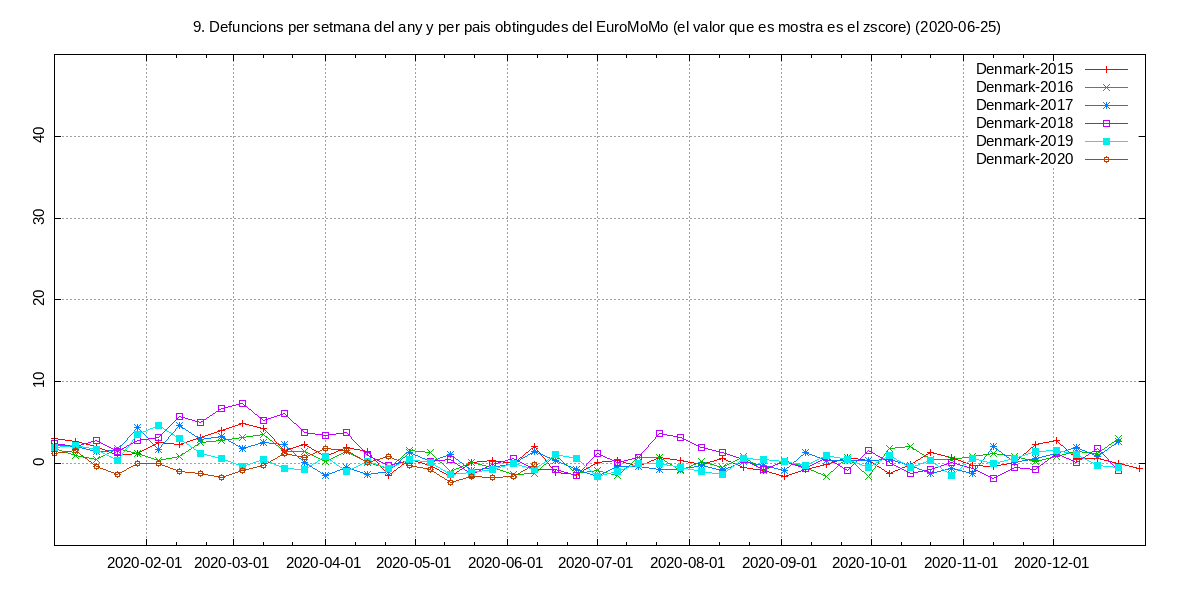 9. Defuncions per setmana del any y per pais obtingudes del EuroMoMo (el valor que es mostra es el zscore) (2020-06-25)
Denmark-2015
Denmark-2016
Denmark-2017
Denmark-2018
Denmark-2019
Denmark-2020
40
30
20
10
0
2020-02-01 2020-03-01 2020-04-01 2020-05-01 2020-06-01 2020-07-01 2020-08-01 2020-09-01 2020-10-01 2020-11-01 2020-12-01